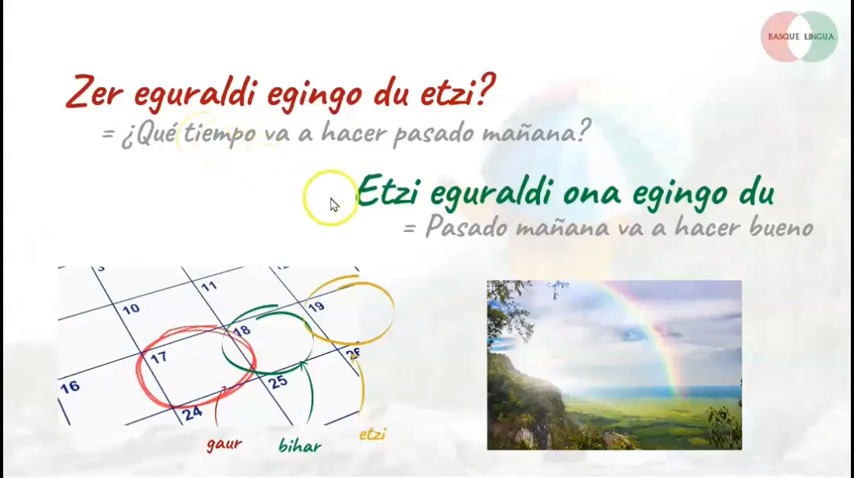 BASQUE LINGUA
Zer eguraldi egingo du etzi?
= ¿Qué tiempo va a hacer pasado mañana?
Etzi eguraldi ona egingo du
= Pasado mañana va a hacer bueno
11
10
19
18
17
16
25
24
gaur
bihar
etzi